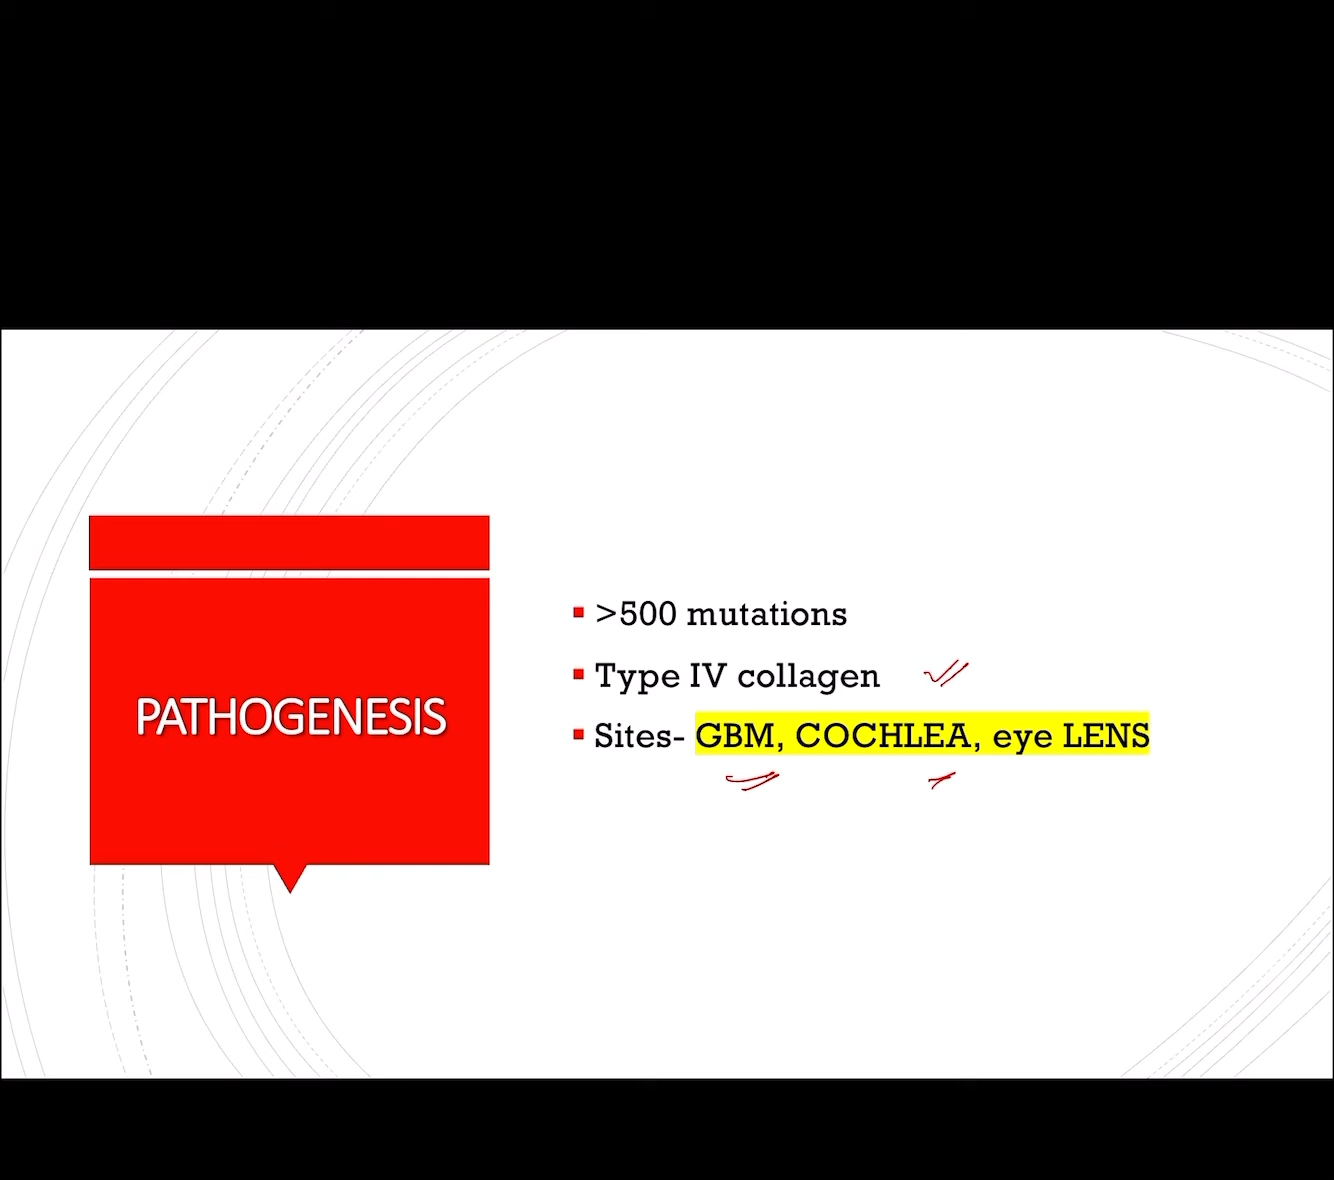 PATHOGENESIS
>500 mutations
Type IV collagen
Sites- GBM, COCHLEA, eye LENS